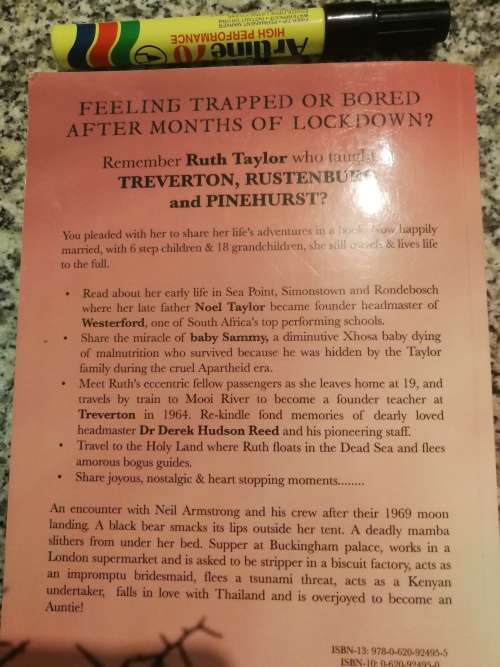 Artline 70
HIGH PERFORMANCE
FEELING TRAPPED OR BORED
AFTER MONTHS OF LOCKDOWN?
Remember Ruth Taylor who taught
TREVERTON, RUSTENBURG
and PINEHURST?
You pleaded with her to share her life's adventures in a book. Now happily
married, with 6 step children & 18 grandchildren, she still travels & lives life
to the full.
• Read about her early life in Sea Point, Simonstown and Rondebosch
where her late father Noel Taylor became founder headmaster of
Westerford, one of South Africa's top performing schools.
• Share the miracle of baby Sammy, a diminutive Xhosa baby dying
of malnutrition who survived because he was hidden by the Taylor
family during the cruel Apartheid era.
• Meet Ruth's eccentric fellow passengers as she leaves home at 19, and
travels by train to Mooi River to become a founder teacher at
Treverton in 1964. Re-kindle fond memories of dearly loved
headmaster Dr Derek Hudson Reed and his pioneering staff.
• Travel to the Holy Land where Ruth floats in the Dead Sea and flees
amorous bogus guides.
• Share joyous, nostalgic & heart stopping moments........
An encounter with Neil Armstrong and his crew after their 1969 moon
landing. A black bear smacks its lips outside her tent. A deadly mamba
slithers from under her bed. Supper at Buckingham palace, works in a
London supermarket and is asked to be stripper in a biscuit factory, acts as
an impromptu bridesmaid, flees a tsunami threat, acts as a Kenyan
undertaker, falls in love with Thailand and is overjoyed to become an
Auntie!
ISBN-13: 978-0-620-92495-5
ISBN-10: 0-620-92495-0